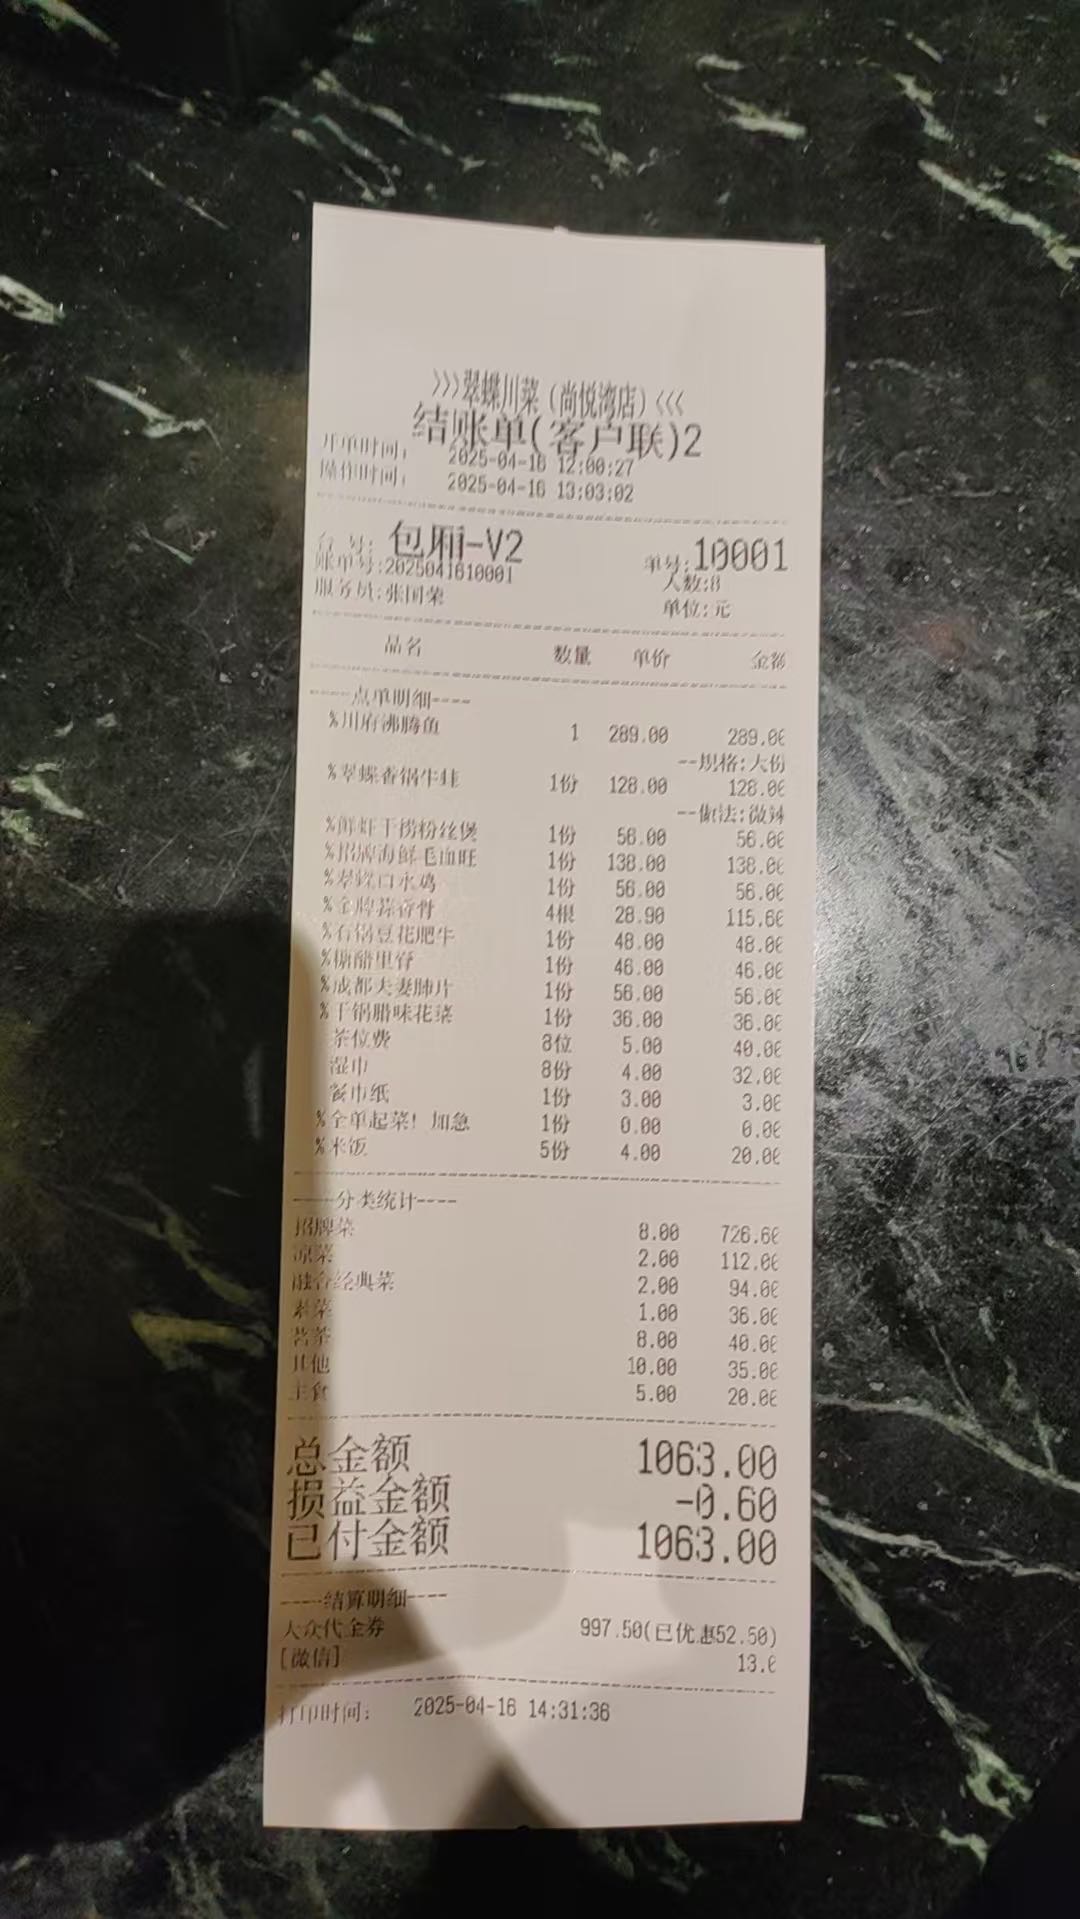 >>>翠蝶川菜(尚悦湾店)<<<
结账单(客户联)2
开单时间: 2025-04-16 12:00:27
操作时间: 2025-04-16 13:03:02
台号: 包厢-V2 单号:10001
账单号:2025041610001 人数:8
服务员:张国荣 单位:元
品名 数量 单价 金额
----点单明细----
%川府沸腾鱼 1 289.00 289.00
--规格:大份
%翠蝶香锅牛蛙 1份 128.00 128.00
--做法:微辣
%鲜虾干捞粉丝煲 1份 56.00 56.00
%招牌海鲜毛血旺 1份 138.00 138.00
%翠蝶口水鸡 1份 56.00 56.00
%金牌蒜香骨 4根 28.90 115.60
%石锅豆花肥牛 1份 48.00 48.00
%糖醋里脊 1份 46.00 46.00
%成都夫妻肺片 1份 56.00 56.00
%干锅腊味花菜 1份 36.00 36.00
茶位费 8位 5.00 40.00
湿巾 8份 4.00 32.00
餐巾纸 1份 3.00 3.00
%全单起菜! 加急 1份 0.00 0.00
%米饭 5份 4.00 20.00
----分类统计----
招牌菜 8.00 726.60
凉菜 2.00 112.00
融合经典菜 2.00 94.00
素菜 1.00 36.00
苦茶 8.00 40.00
其他 10.00 35.00
主食 5.00 20.00
总金额 1063.00
损益金额 -0.60
已付金额 1063.00
----结算明细----
大众代金券 997.50(已优惠52.50)
[微信] 13.0
打印时间: 2025-04-16 14:31:36